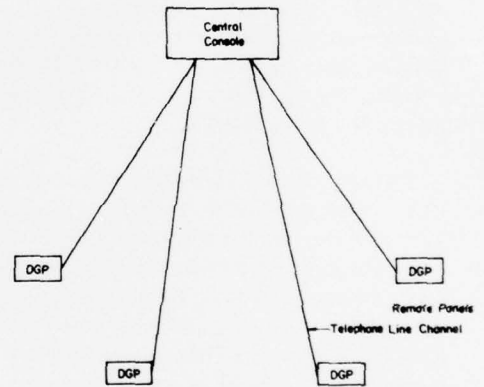 Central
Console
DGP
DGP
Remote Panels
Telephone Line Channel
DGP
DGP